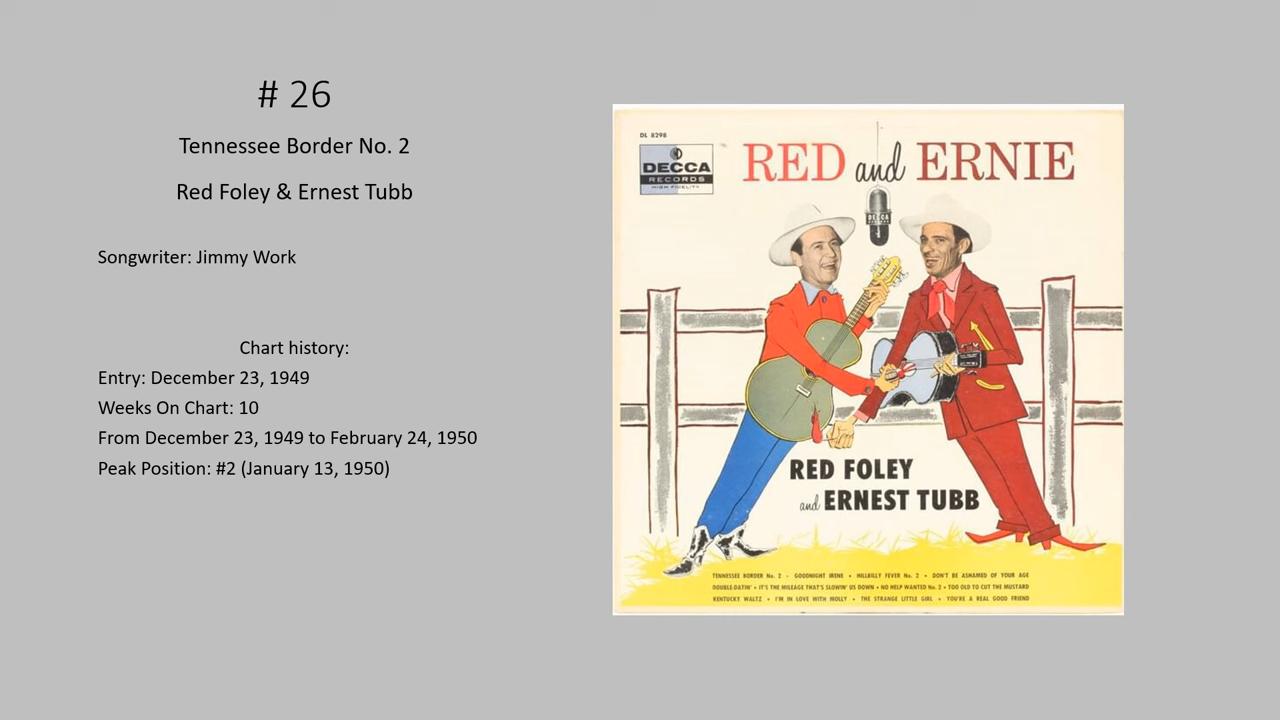 # 26
Tennessee Border No. 2
Red Foley & Ernest Tubb
Songwriter: Jimmy Work
Chart history:
Entry: December 23, 1949
Weeks On Chart: 10
From December 23, 1949 to February 24, 1950
Peak Position: #2 (January 13, 1950)
DL 8298
DECCA
RECORDS
HIGH FIDELITY
RED and ERNIE
DECCA
RED FOLEY
and ERNEST TUBB
TENNESSEE BORDER No. 2 - GOODNIGHT IRENE • HILLBILLY FEVER No. 2 • DON'T BE ASHAMED OF YOUR AGE
DOUBLE-DATIN' • IT'S THE MILEAGE THAT'S SLOWIN' US DOWN • NO HELP WANTED No. 2 • TOO OLD TO CUT THE MUSTARD
KENTUCKY WALTZ • I'M IN LOVE WITH MOLLY • THE STRANGE LITTLE GIRL • YOU'RE A REAL GOOD FRIEND